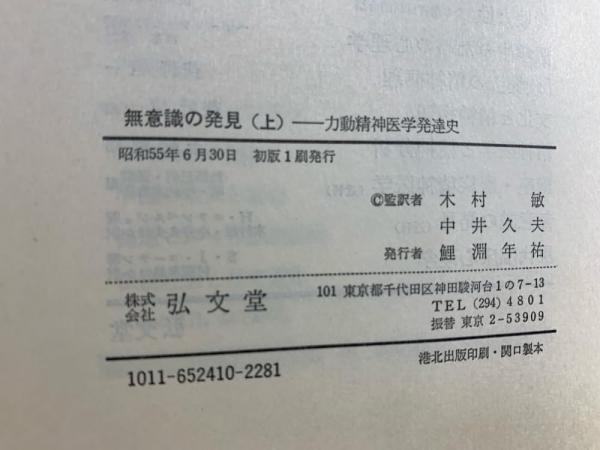 無意識の発見（上）――力動精神医学発達史
昭和55年6月30日 初版1刷発行
©監訳者 木村 敏
中井久夫
発行者 鯉淵年祐
株式会社 弘文堂
101 東京都千代田区神田駿河台1の7-13
TEL(294)4801
振替 東京2-53909
港北出版印刷・関口製本
1011-652410-2281